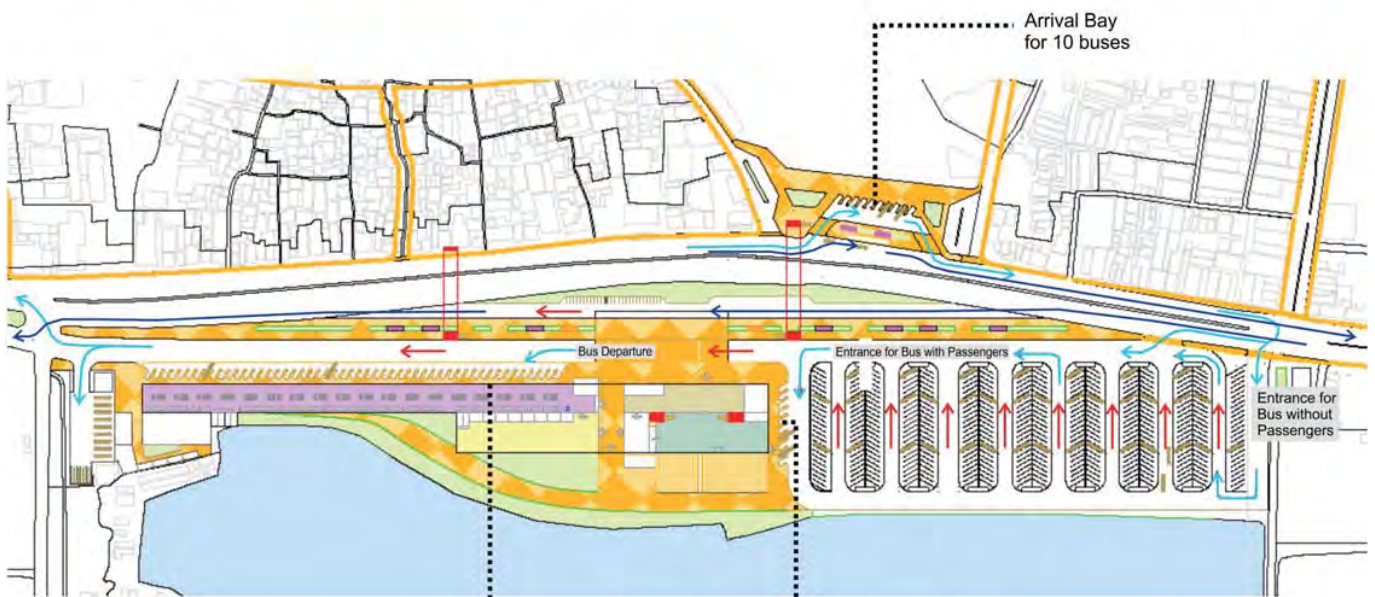 Arrival Bay
for 10 buses
Bus Departure
Entrance for Bus with Passengers
Entrance for
Bus without
Passengers